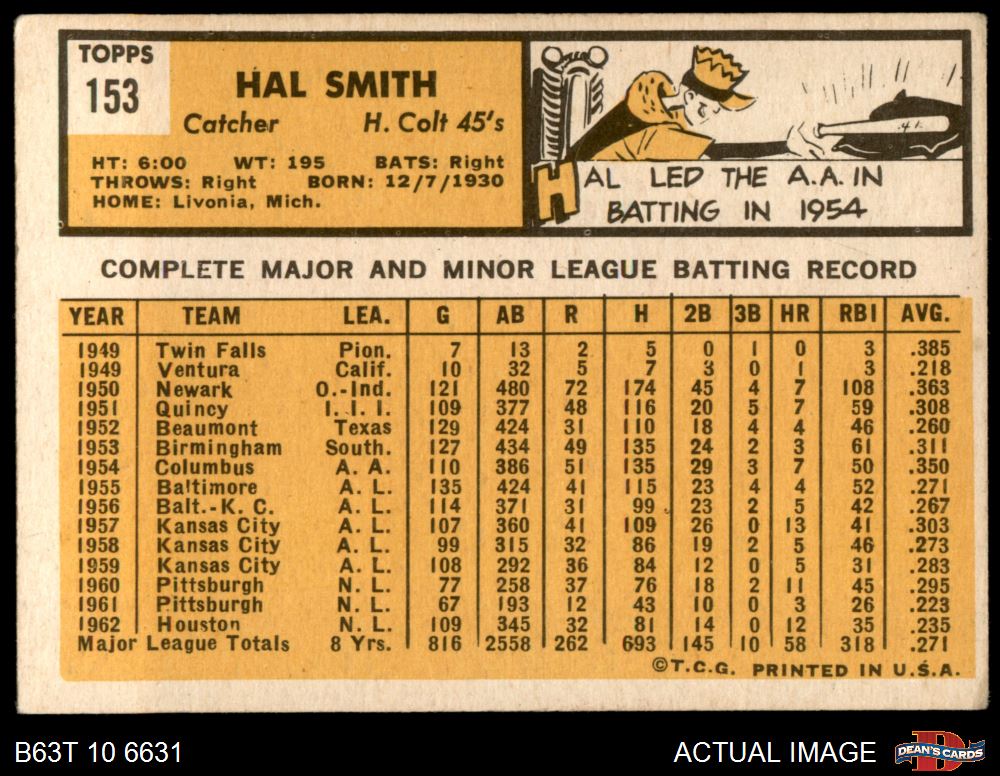 TOPPS
153
HAL SMITH
Catcher H. Colt 45's
HT: 6:00 WT: 195 BATS: Right
THROWS: Right BORN: 12/7/1930
HOME: Livonia, Mich.
HAL LED THE A.A. IN
BATTING IN 1954
COMPLETE MAJOR AND MINOR LEAGUE BATTING RECORD
YEAR TEAM LEA. G AB R H 2B 3B HR RBI AVG.
1949 Twin Falls Pion. 7 13 2 5 0 1 0 3 .385
1949 Ventura Calif. 10 32 5 7 3 0 1 3 .218
1950 Newark O.-Ind. 121 480 72 174 45 4 7 108 .363
1951 Quincy I. I. I. 109 377 48 116 20 5 7 59 .308
1952 Beaumont Texas 129 424 31 110 18 4 4 46 .260
1953 Birmingham South. 127 434 49 135 24 2 3 61 .311
1954 Columbus A. A. 110 386 51 135 29 3 7 50 .350
1955 Baltimore A. L. 135 424 41 115 23 4 4 52 .271
1956 Balt.-K. C. A. L. 114 371 31 99 23 2 5 42 .267
1957 Kansas City A. L. 107 360 41 109 26 0 13 41 .303
1958 Kansas City A. L. 99 315 32 86 19 2 5 46 .273
1959 Kansas City A. L. 108 292 36 84 12 0 5 31 .283
1960 Pittsburgh N. L. 77 258 37 76 18 2 11 45 .295
1961 Pittsburgh N. L. 67 193 12 43 10 0 3 26 .223
1962 Houston N. L. 109 345 32 81 14 0 12 35 .235
Major League Totals 8 Yrs. 816 2558 262 693 145 10 58 318 .271
©T.C.G. PRINTED IN U.S.A.
B63T 10 6631 ACTUAL IMAGE DEAN'S CARDS